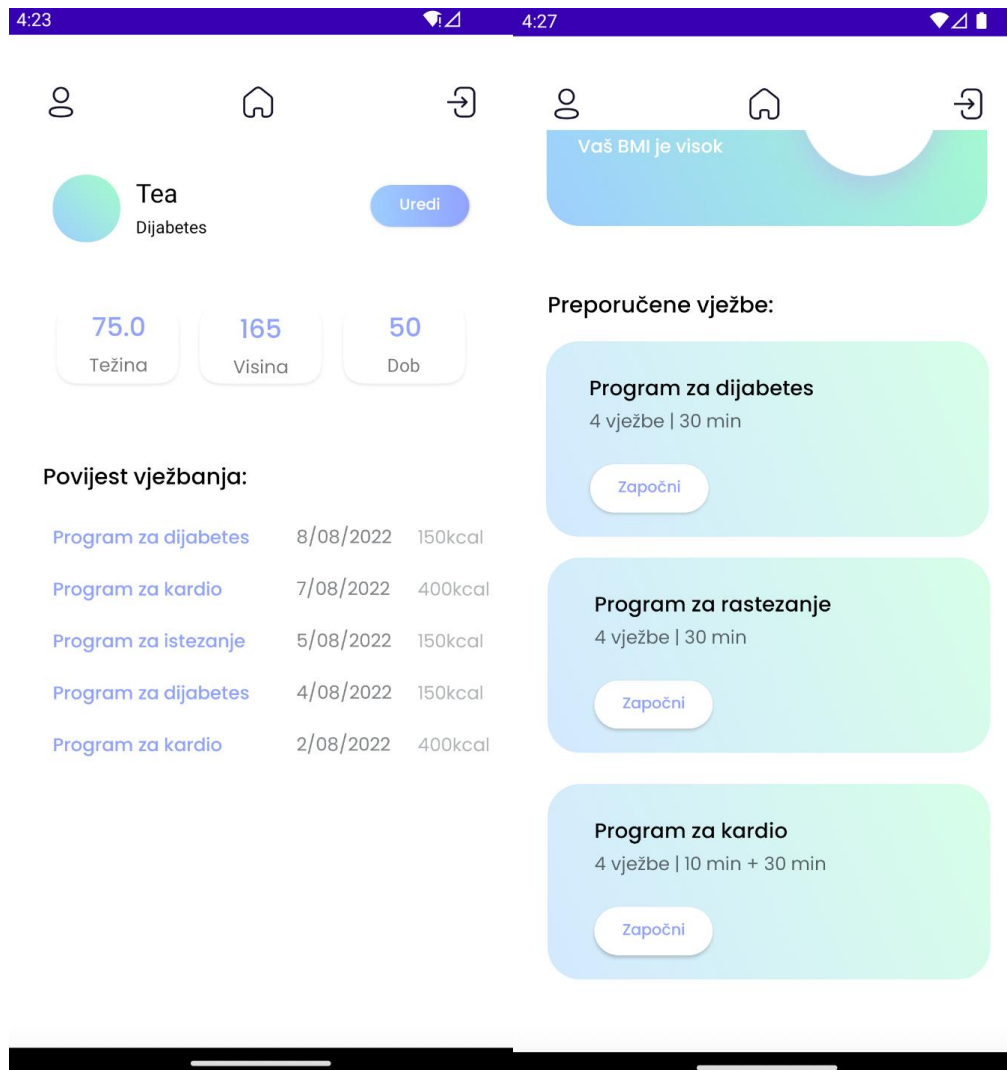 4:23
Tea
Dijabetes
Uredi
75.0
Težina
165
Visina
50
Dob
Povijest vježbanja:
Program za dijabetes 8/08/2022 150kcal
Program za kardio 7/08/2022 400kcal
Program za istezanje 5/08/2022 150kcal
Program za dijabetes 4/08/2022 150kcal
Program za kardio 2/08/2022 400kcal
4:27
Vaš BMI je visok
Preporučene vježbe:
Program za dijabetes
4 vježbe | 30 min
Započni
Program za rastezanje
4 vježbe | 30 min
Započni
Program za kardio
4 vježbe | 10 min + 30 min
Započni